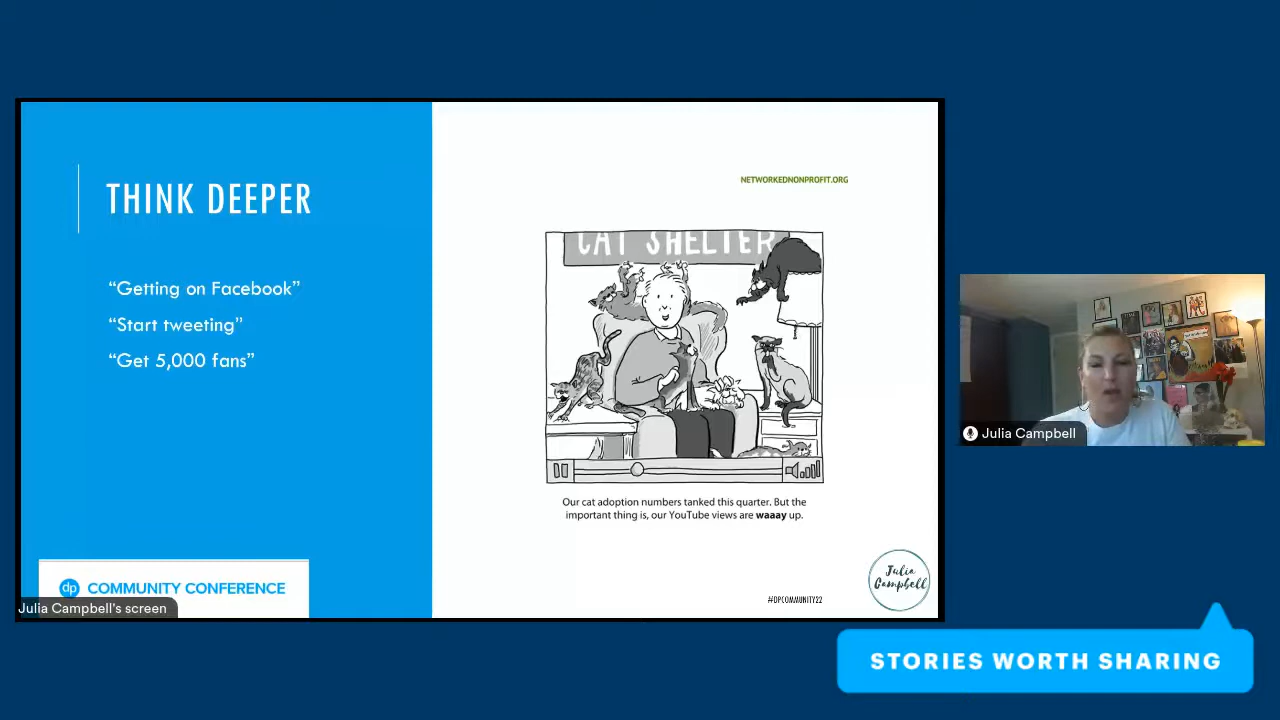 THINK DEEPER
“Getting on Facebook”
“Start tweeting”
“Get 5,000 fans”
dp COMMUNITY CONFERENCE
Julia Campbell's screen
NETWORKEDNONPROFIT.ORG
CAT SHELTER
Our cat adoption numbers tanked this quarter. But the
important thing is, our YouTube views are waaay up.
Julia
Campbell
#DPCOMMUNITY22
Julia Campbell
STORIES WORTH SHARING